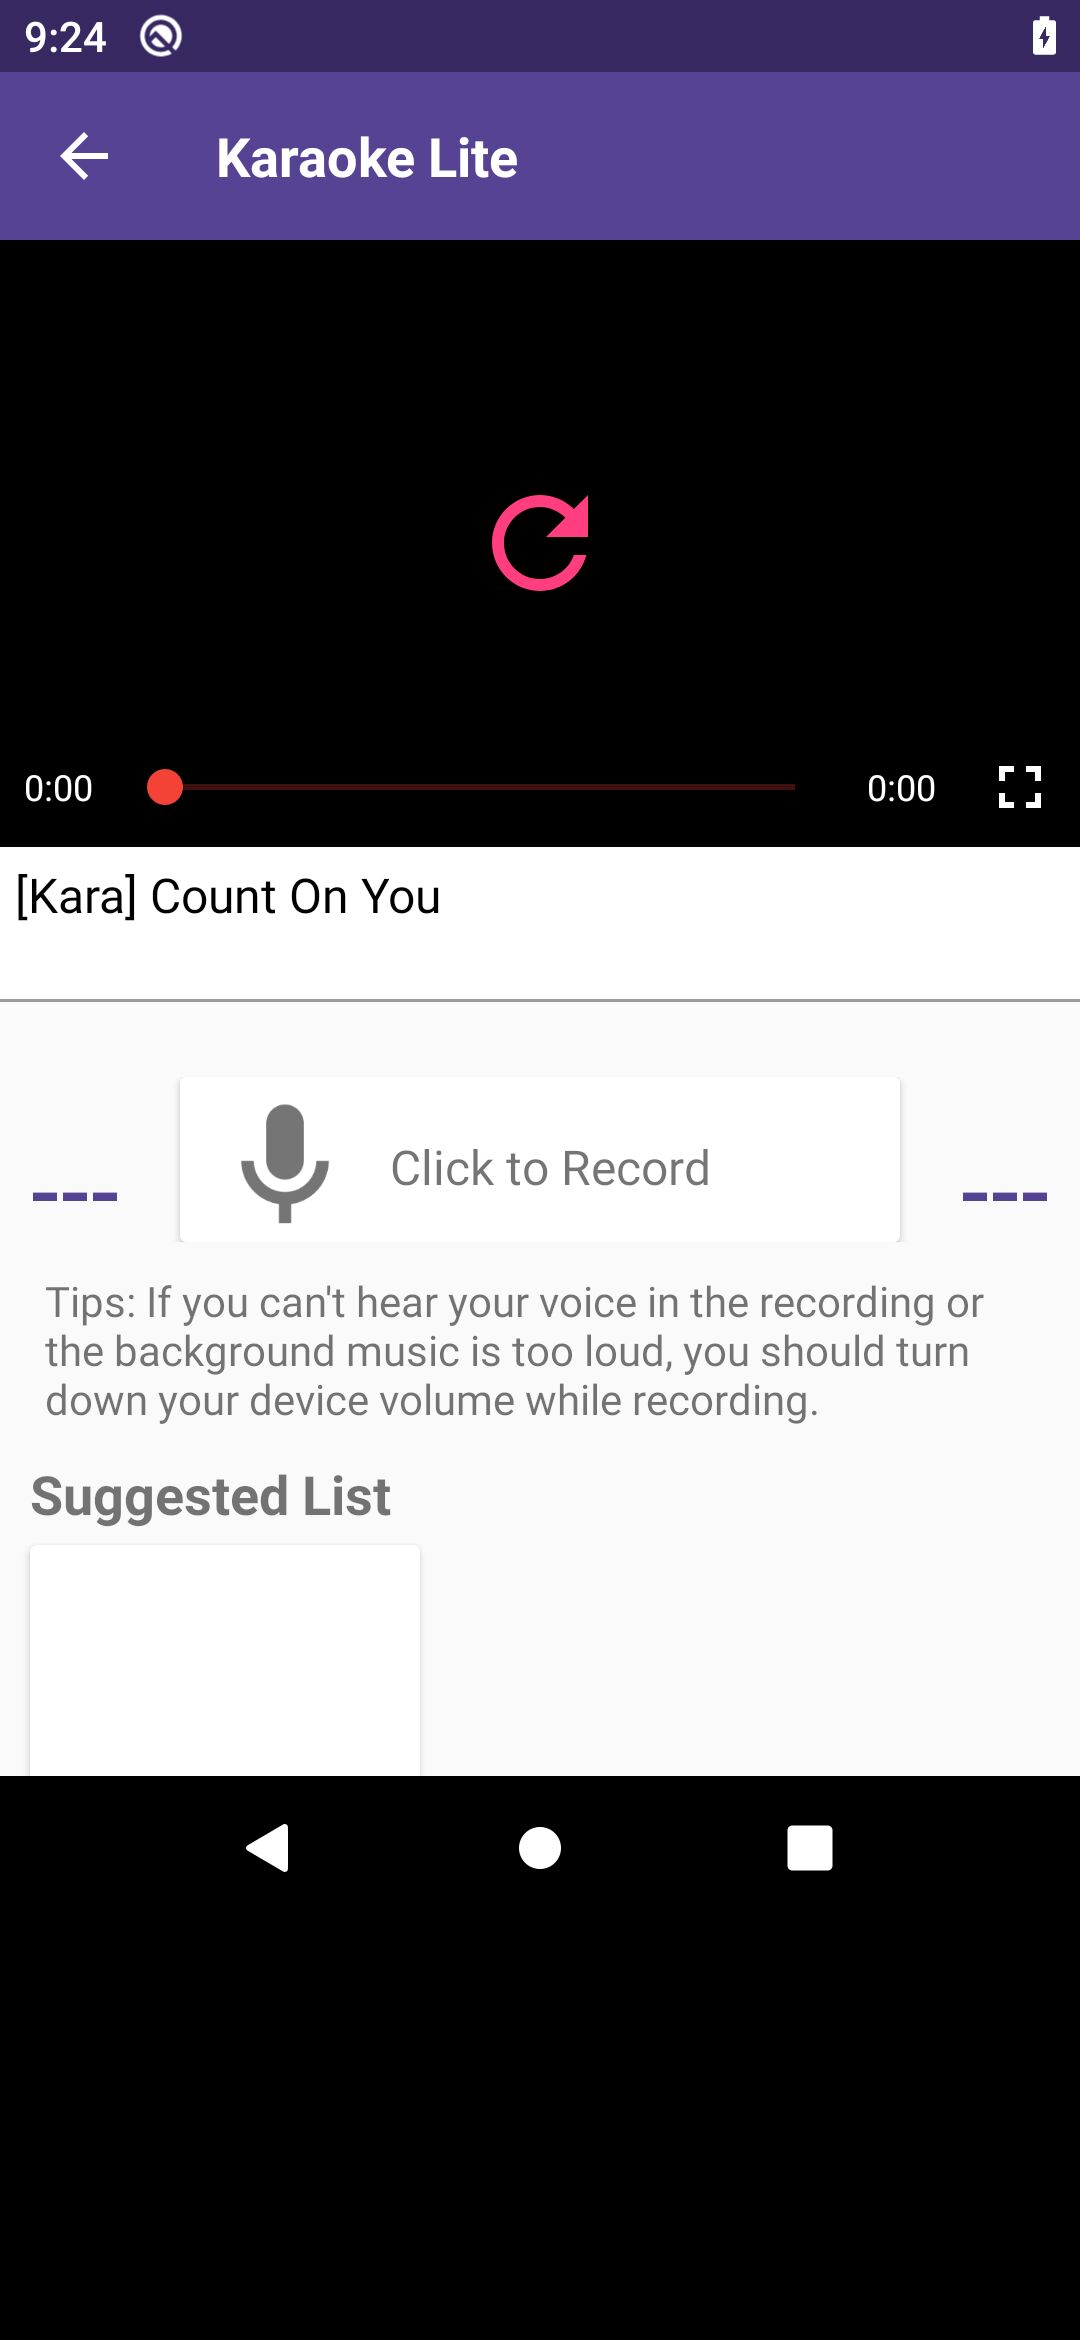 9:24
Karaoke Lite
0:00
0:00
[Kara] Count On You
---
Click to Record
---
Tips: If you can't hear your voice in the recording or
the background music is too loud, you should turn
down your device volume while recording.
Suggested List